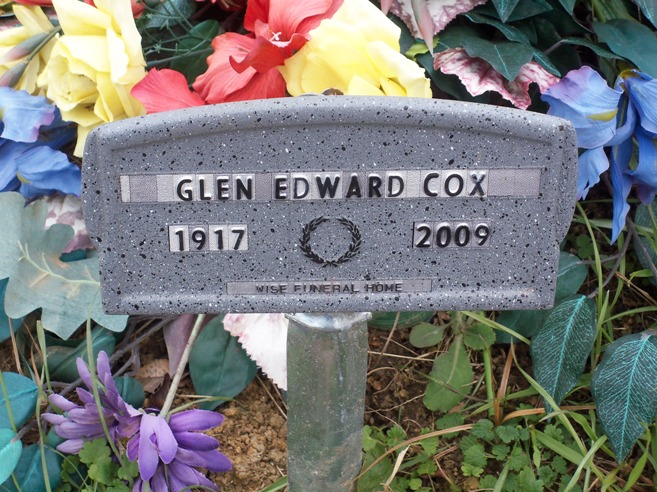 GLEN EDWARD COX
1917 2009
WISE FUNERAL HOME